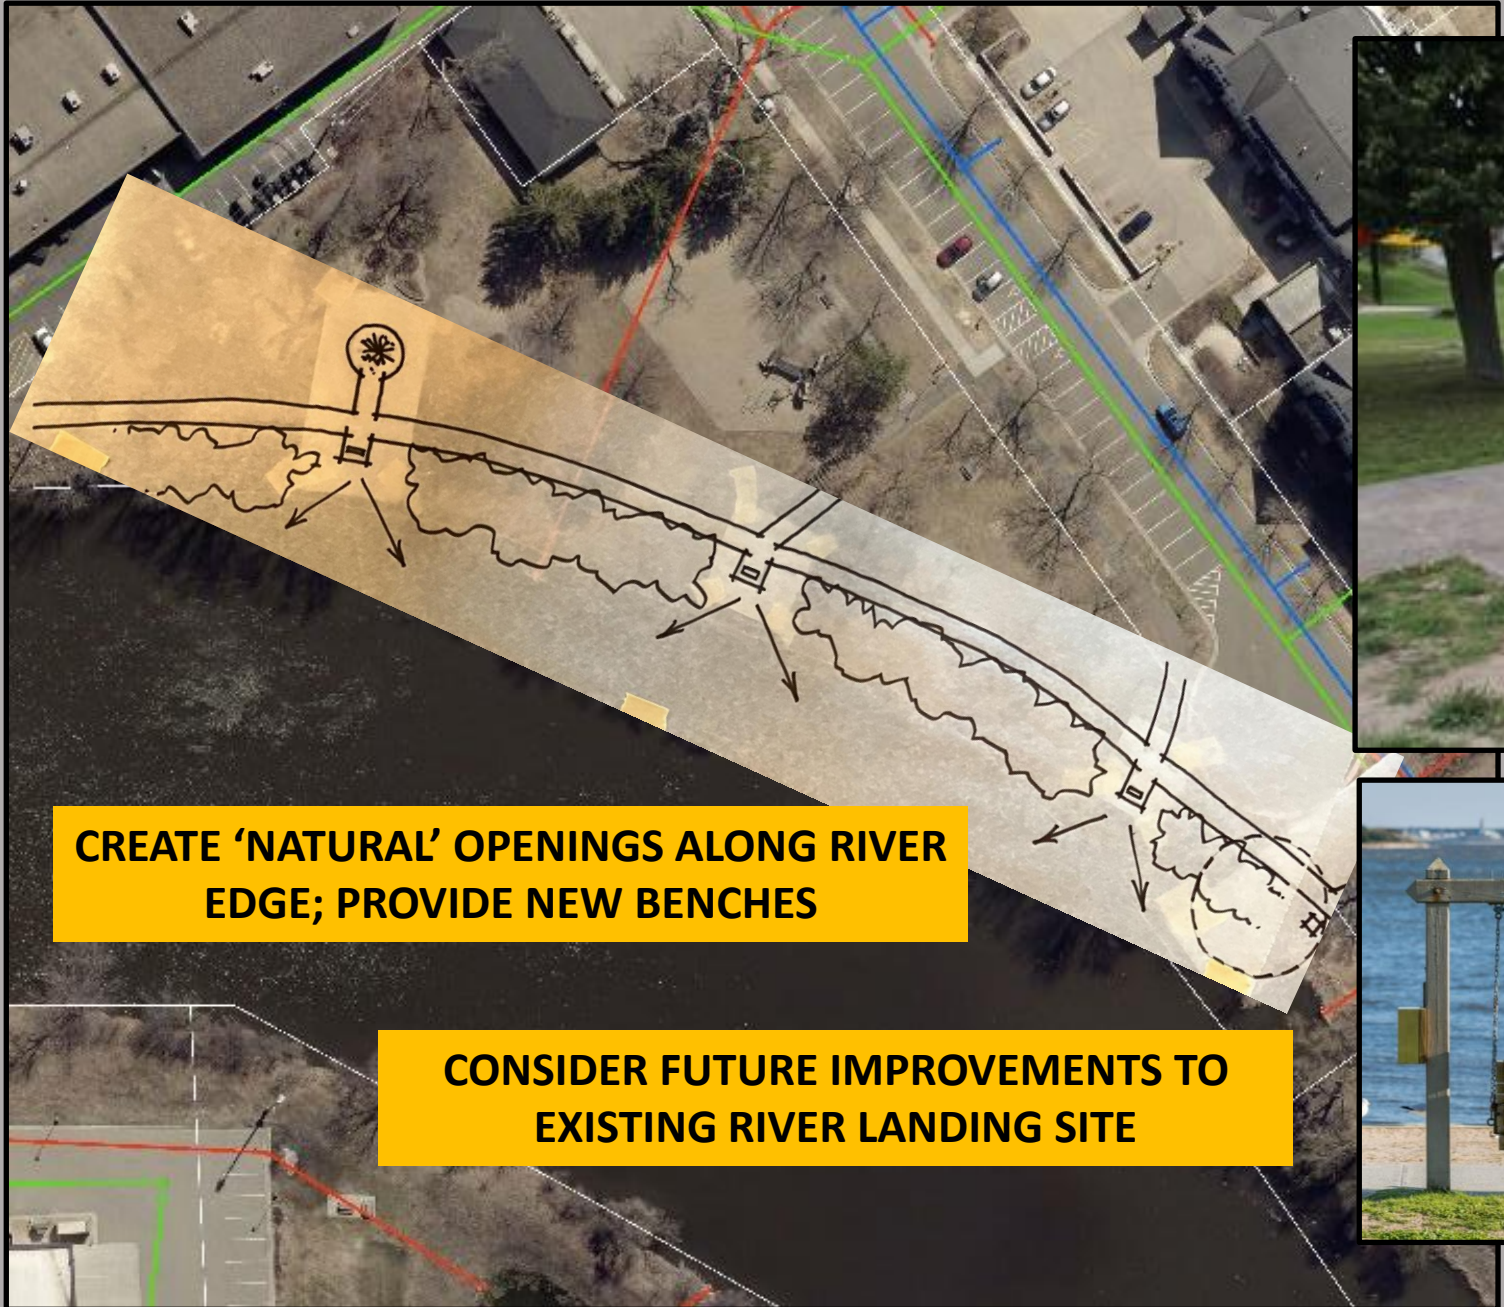 CREATE ‘NATURAL’ OPENINGS ALONG RIVER
EDGE; PROVIDE NEW BENCHES
CONSIDER FUTURE IMPROVEMENTS TO
EXISTING RIVER LANDING SITE